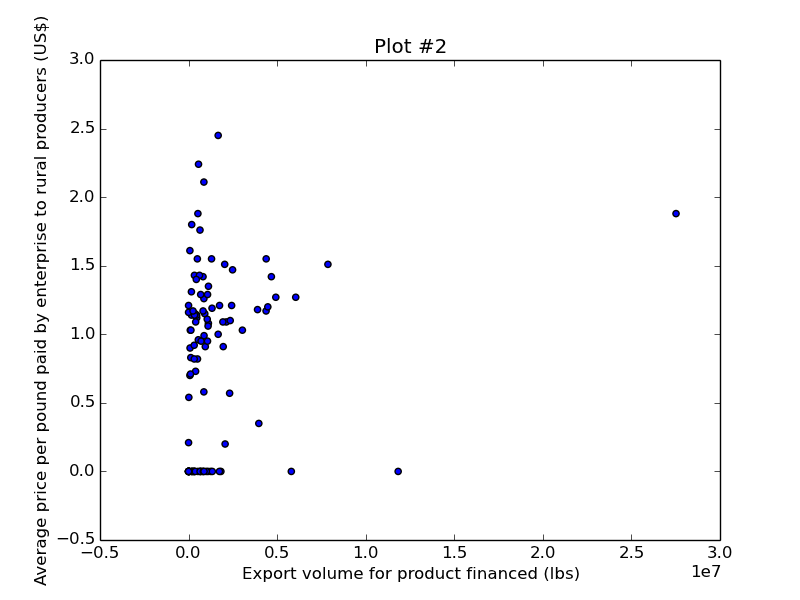 Plot #2
Average price per pound paid by enterprise to rural producers (US$)
3.0
2.5
2.0
1.5
1.0
0.5
0.0
−0.5
−0.5 0.0 0.5 1.0 1.5 2.0 2.5 3.0
1e7
Export volume for product financed (lbs)